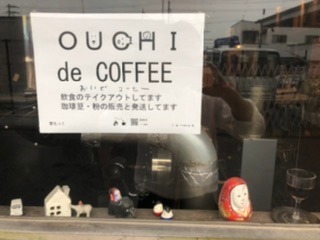 OUCHI
de COFFEE
おうちで コーヒー
飲食のテイクアウトしてます
珈琲豆・粉の販売と発送してます